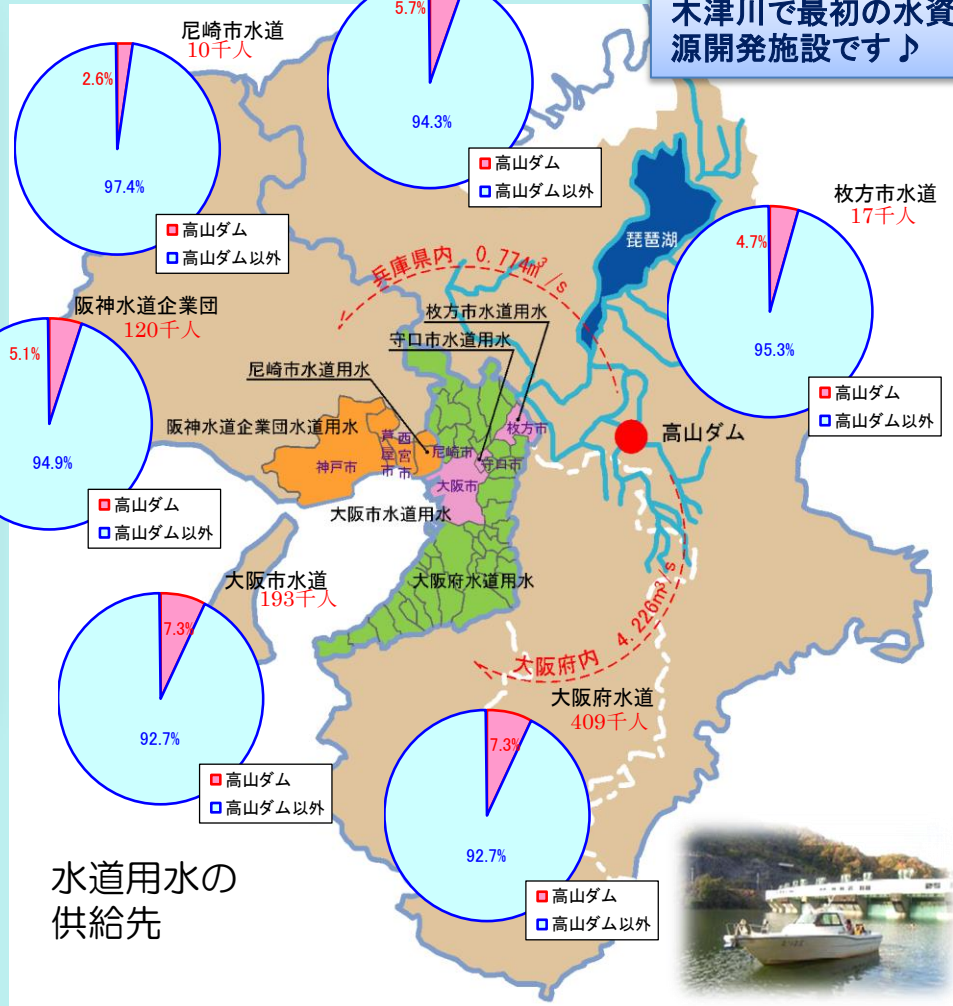 木津川で最初の水資
源開発施設です♪
尼崎市水道
10千人
2.6%
97.4%
高山ダム
高山ダム以外
5.7%
94.3%
高山ダム
高山ダム以外
枚方市水道
17千人
4.7%
95.3%
高山ダム
高山ダム以外
阪神水道企業団
120千人
5.1%
94.9%
高山ダム
高山ダム以外
琵琶湖
兵庫県内 0.774m³/s
枚方市水道用水
守口市水道用水
尼崎市水道用水
阪神水道企業団水道用水
神戸市
芦屋市
西宮市
尼崎市
守口市
枚方市
大阪市
高山ダム
大阪市水道用水
大阪府水道用水
大阪府内 4.226m³/s
大阪市水道
193千人
7.3%
92.7%
高山ダム
高山ダム以外
大阪府水道
409千人
7.3%
92.7%
高山ダム
高山ダム以外
水道用水の
供給先